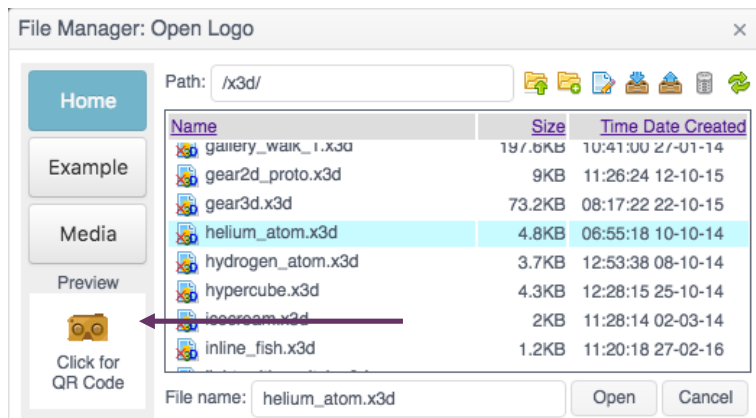 File Manager: Open Logo ×
Home
Example
Media
Preview
Click for
QR Code
Path: /x3d/
Name Size Time Date Created
gallery_walk_1.x3d 197.6KB 10:41:00 27-01-14
gear2d_proto.x3d 9KB 11:26:24 12-10-15
gear3d.x3d 73.2KB 08:17:22 22-10-15
helium_atom.x3d 4.8KB 06:55:18 10-10-14
hydrogen_atom.x3d 3.7KB 12:53:38 08-10-14
hypercube.x3d 4.3KB 12:28:15 25-10-14
icecream.x3d 2KB 11:28:14 02-03-14
inline_fish.x3d 1.2KB 11:20:18 27-02-16
File name: helium_atom.x3d Open Cancel